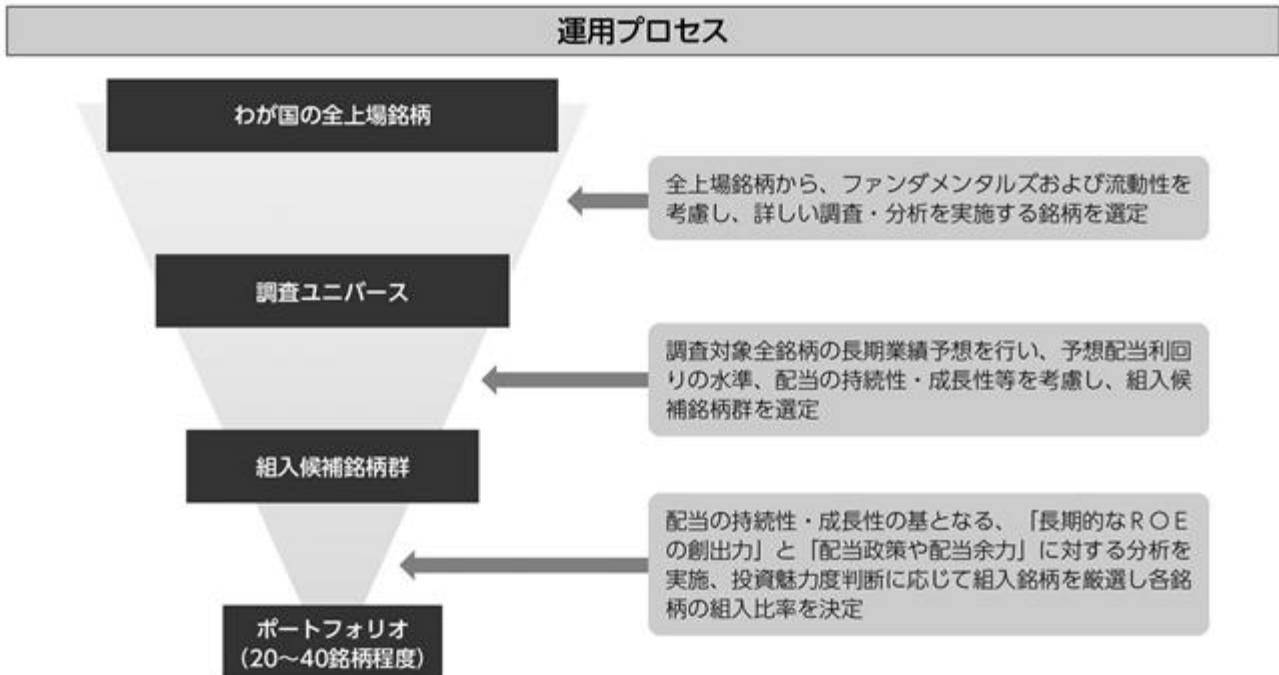 運用プロセス
わが国の全上場銘柄
全上場銘柄から、ファンダメンタルズおよび流動性を
考慮し、詳しい調査・分析を実施する銘柄を選定
調査ユニバース
調査対象全銘柄の長期業績予想を行い、予想配当利回
りの水準、配当の持続性・成長性等を考慮し、組入候
補銘柄群を選定
組入候補銘柄群
配当の持続性・成長性の基となる、「長期的なＲＯＥ
の創出力」と「配当政策や配当余力」に対する分析を
実施、投資魅力度判断に応じて組入銘柄を厳選し各銘
柄の組入比率を決定
ポートフォリオ
（20～40銘柄程度）